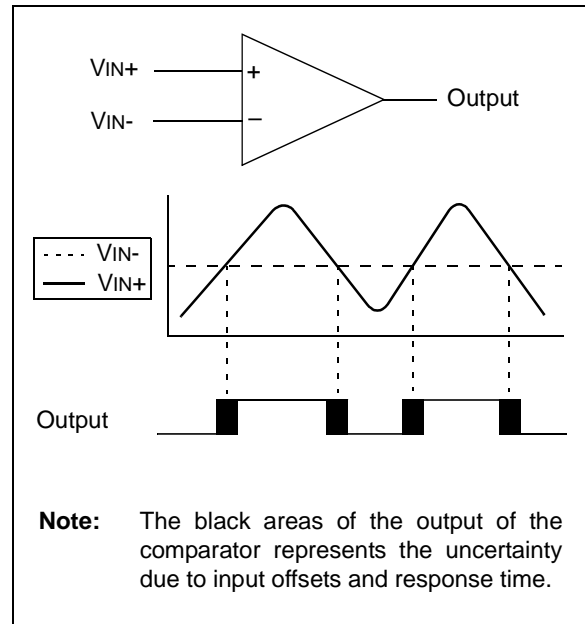 VIN+
+
Output
VIN-
−
VIN-
VIN+
Output
Note: The black areas of the output of the
comparator represents the uncertainty
due to input offsets and response time.